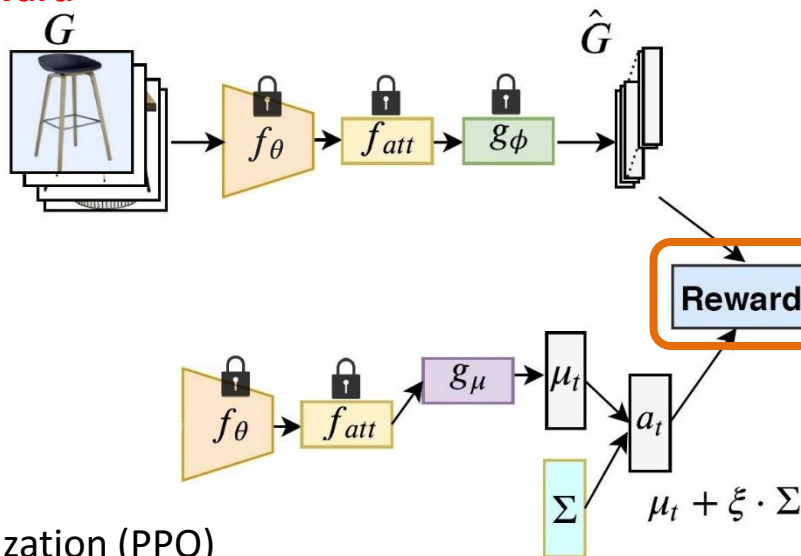 G
Ĝ
f_θ
f_att
g_ϕ
Reward
f_θ
f_att
g_μ
μ_t
a_t
Σ
μ_t + ξ · Σ
zation (PPO)